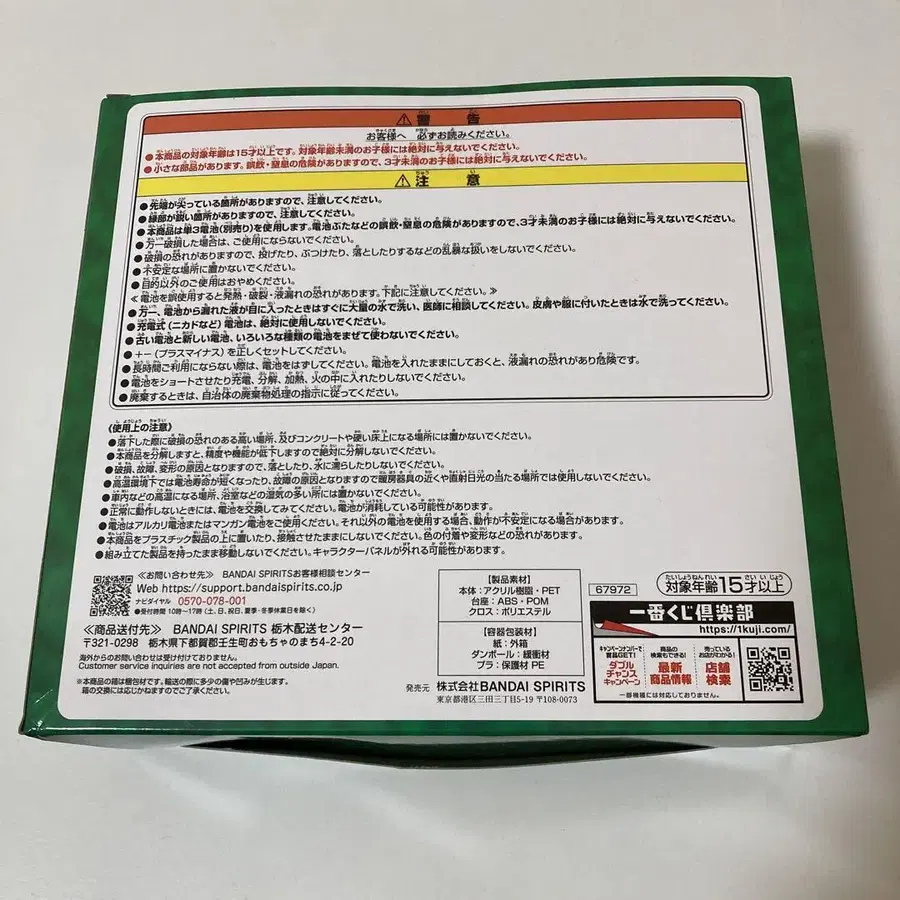 ⚠警 告
お客様へ 必ずお読みください。
●本商品の対象年齢は15才以上です。対象年齢未満のお子様には絶対に与えないでください。
●小さな部品があります。誤飲・窒息の危険がありますので、3才未満のお子様には絶対に与えないでください。
⚠注 意
●先端が尖っている箇所がありますので、注意してください。
●縁部が鋭い箇所がありますので、注意してください。
●本商品は単3電池(別売り)を使用します。電池ぶたなどの誤飲・窒息の危険がありますので、3才未満のお子様には絶対に与えないでください。
●万一破損した場合は、ご使用にならないでください。
●破損の恐れがありますので、投げたり、ぶつけたり、落としたりするなどの乱暴な扱いをしないでください。
●不安定な場所に置かないでください。
●目的以外のご使用はおやめください。
《電池を誤使用すると発熱・破裂・液漏れの恐れがあります。下記に注意してください。》
●万一、電池から漏れた液が目に入ったときはすぐに大量の水で洗い、医師に相談してください。皮膚や服に付いたときは水で洗ってください。
●充電式(ニカドなど)電池は、絶対に使用しないでください。
●古い電池と新しい電池、いろいろな種類の電池をまぜて使わないでください。
●+−(プラスマイナス)を正しくセットしてください。
●長時間ご利用にならない際は、電池をはずしてください。電池を入れたままにしておくと、液漏れの恐れがあり危険です。
●電池をショートさせたり充電、分解、加熱、火の中に入れたりしないでください。
●廃棄するときは、自治体の廃棄物処理の指示に従ってください。
《使用上の注意》
●落下した際に破損の恐れのある高い場所、及びコンクリートや硬い床上になる場所には置かないでください。
●本商品を分解しますと、精度や機能が低下しますので絶対に分解しないでください。
●破損、故障、変形の原因となりますので、落としたり、水に濡らしたりしないでください。
●高温環境下では電池寿命が短くなったり、故障の原因となりますので暖房器具の近くや直射日光の当たる場所では使用しないでください。
●車内などの高温になる場所、浴室などの湿気の多い所には置かないでください。
●正常に動作しないときには、電池を交換してみてください。電池が消耗している可能性があります。
●電池はアルカリ電池またはマンガン電池をご使用ください。それ以外の電池を使用する場合、動作が不安定になる場合があります。
●本商品をプラスチック製品の上に置いたり、接触させたままにしないでください。色の付着や変形などの恐れがあります。
●組み立てた製品を持ったまま移動しないでください。キャラクターパネルが外れる可能性があります。
≪お問い合わせ先≫ BANDAI SPIRITSお客様相談センター
Web https://support.bandaispirits.co.jp
ナビダイヤル 0570-078-001
●受付時間 10時〜17時(土、日、祝日、夏季・冬季休業日を除く)
≪商品送付先≫ BANDAI SPIRITS 栃木配送センター
〒321-0298 栃木県下都賀郡壬生町おもちゃのまち4-2-20
海外からのお問い合わせは受け付けておりません。
Customer service inquiries are not accepted from outside Japan.
※本商品の箱は梱包材です。輸送の際に多少の傷や凹みが生じます。
箱の交換には応じかねますのでご了承ください。
【製品素材】
本体:アクリル樹脂・PET
台座:ABS・POM
クロス:ポリエステル
【容器包装材】
紙:外箱
ダンボール:緩衝材
プラ:保護材 PE
発売元 株式会社BANDAI SPIRITS
東京都港区三田三丁目5-19 〒108-0073
67972
対象年齢15才以上
一番くじ倶楽部
https://1kuji.com/
キャンペーンナンバーで賞品GET!
ダブルチャンスキャンペーン
商品の検索もできる!
最新商品情報
売っているお店がわかる!
店舗検索
一番機種には対応しておりません。